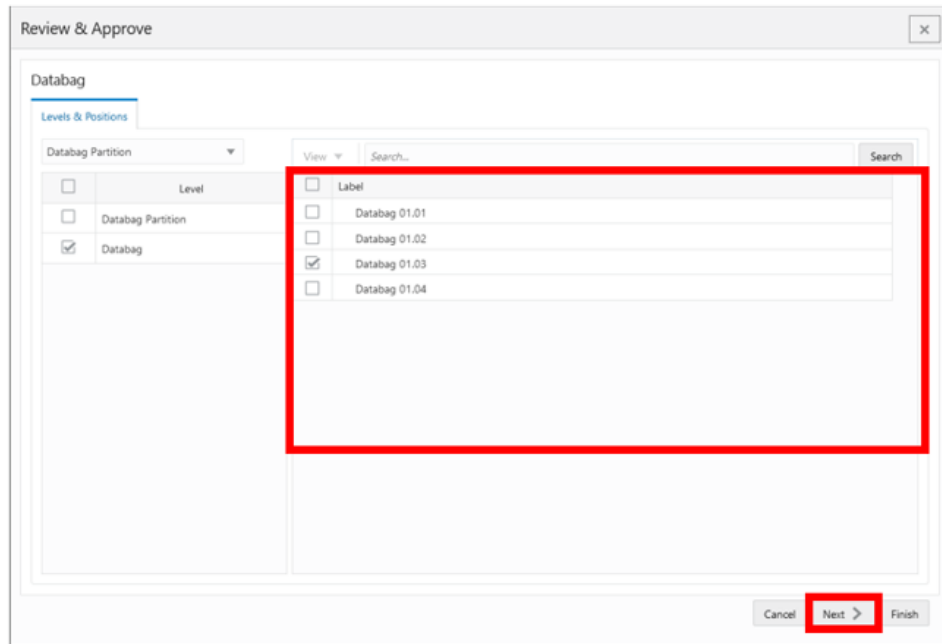 Review & Approve
Databag
Levels & Positions
Databag Partition
View
Search...
Search
Level
Databag Partition
Databag
Label
Databag 01.01
Databag 01.02
Databag 01.03
Databag 01.04
Cancel
Next
Finish